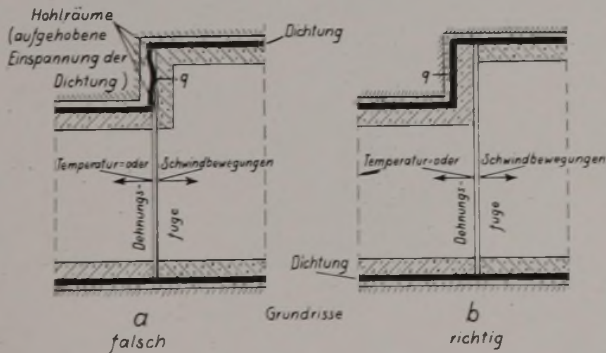 Hohlräume
(aufgehobene
Einspannung der
Dichtung)
Dichtung
q
Temperatur=oder Schwindbewegungen
Dehnungs-
fuge
a
falsch
Grundrisse
q
Temperatur=oder Schwindbewegungen
Dehnungs-
fuge
Dichtung
b
richtig